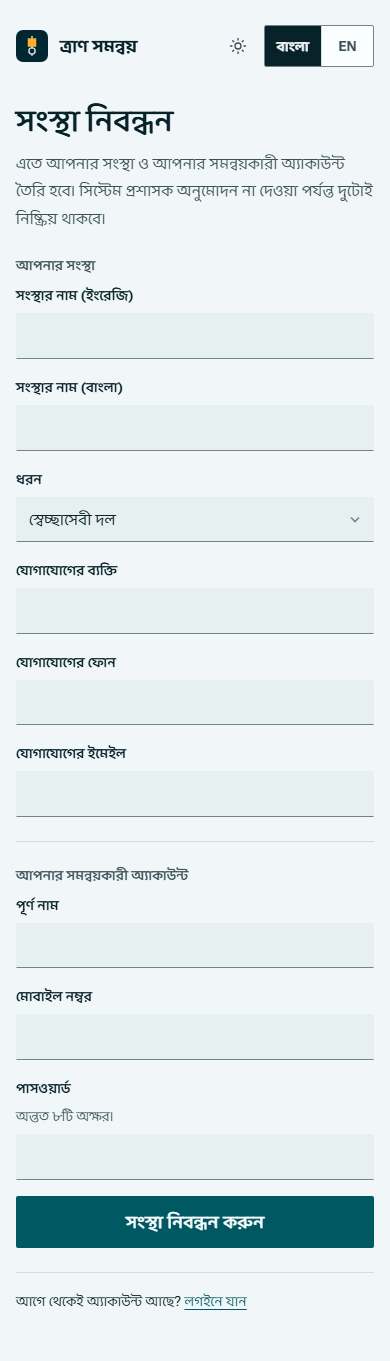 ত্রাণ সমন্বয়
বাংলা
EN
সংস্থা নিবন্ধন
এতে আপনার সংস্থা ও আপনার সমন্বয়কারী অ্যাকাউন্ট
তৈরি হবে। সিস্টেম প্রশাসক অনুমোদন না দেওয়া পর্যন্ত দুটোই
নিষ্ক্রিয় থাকবে।
আপনার সংস্থা
সংস্থার নাম (ইংরেজি)
সংস্থার নাম (বাংলা)
ধরন
স্বেচ্ছাসেবী দল
যোগাযোগের ব্যক্তি
যোগাযোগের ফোন
যোগাযোগের ইমেইল
আপনার সমন্বয়কারী অ্যাকাউন্ট
পূর্ণ নাম
মোবাইল নম্বর
পাসওয়ার্ড
অন্তত ৮টি অক্ষর।
সংস্থা নিবন্ধন করুন
আগে থেকেই অ্যাকাউন্ট আছে? লগইনে যান